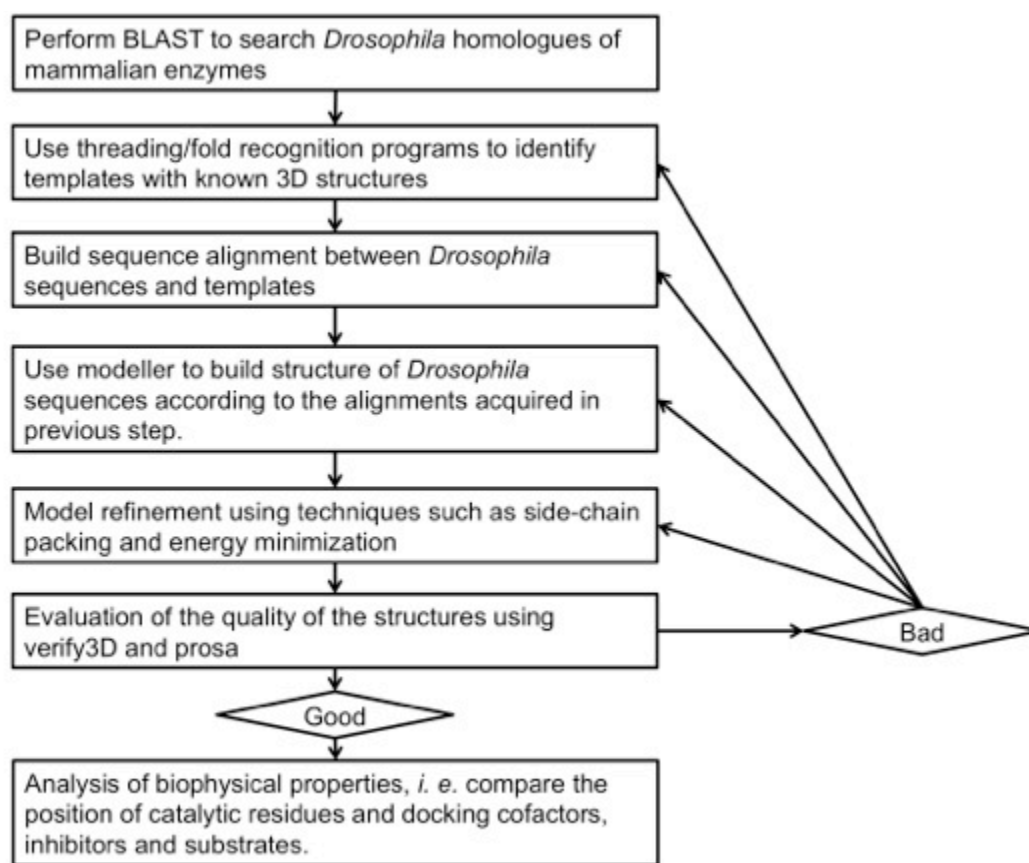 Perform BLAST to search Drosophila homologues of
mammalian enzymes
Use threading/fold recognition programs to identify
templates with known 3D structures
Build sequence alignment between Drosophila
sequences and templates
Use modeller to build structure of Drosophila
sequences according to the alignments acquired in
previous step.
Model refinement using techniques such as side-chain
packing and energy minimization
Evaluation of the quality of the structures using
verify3D and prosa
Bad
Good
Analysis of biophysical properties, i. e. compare the
position of catalytic residues and docking cofactors,
inhibitors and substrates.